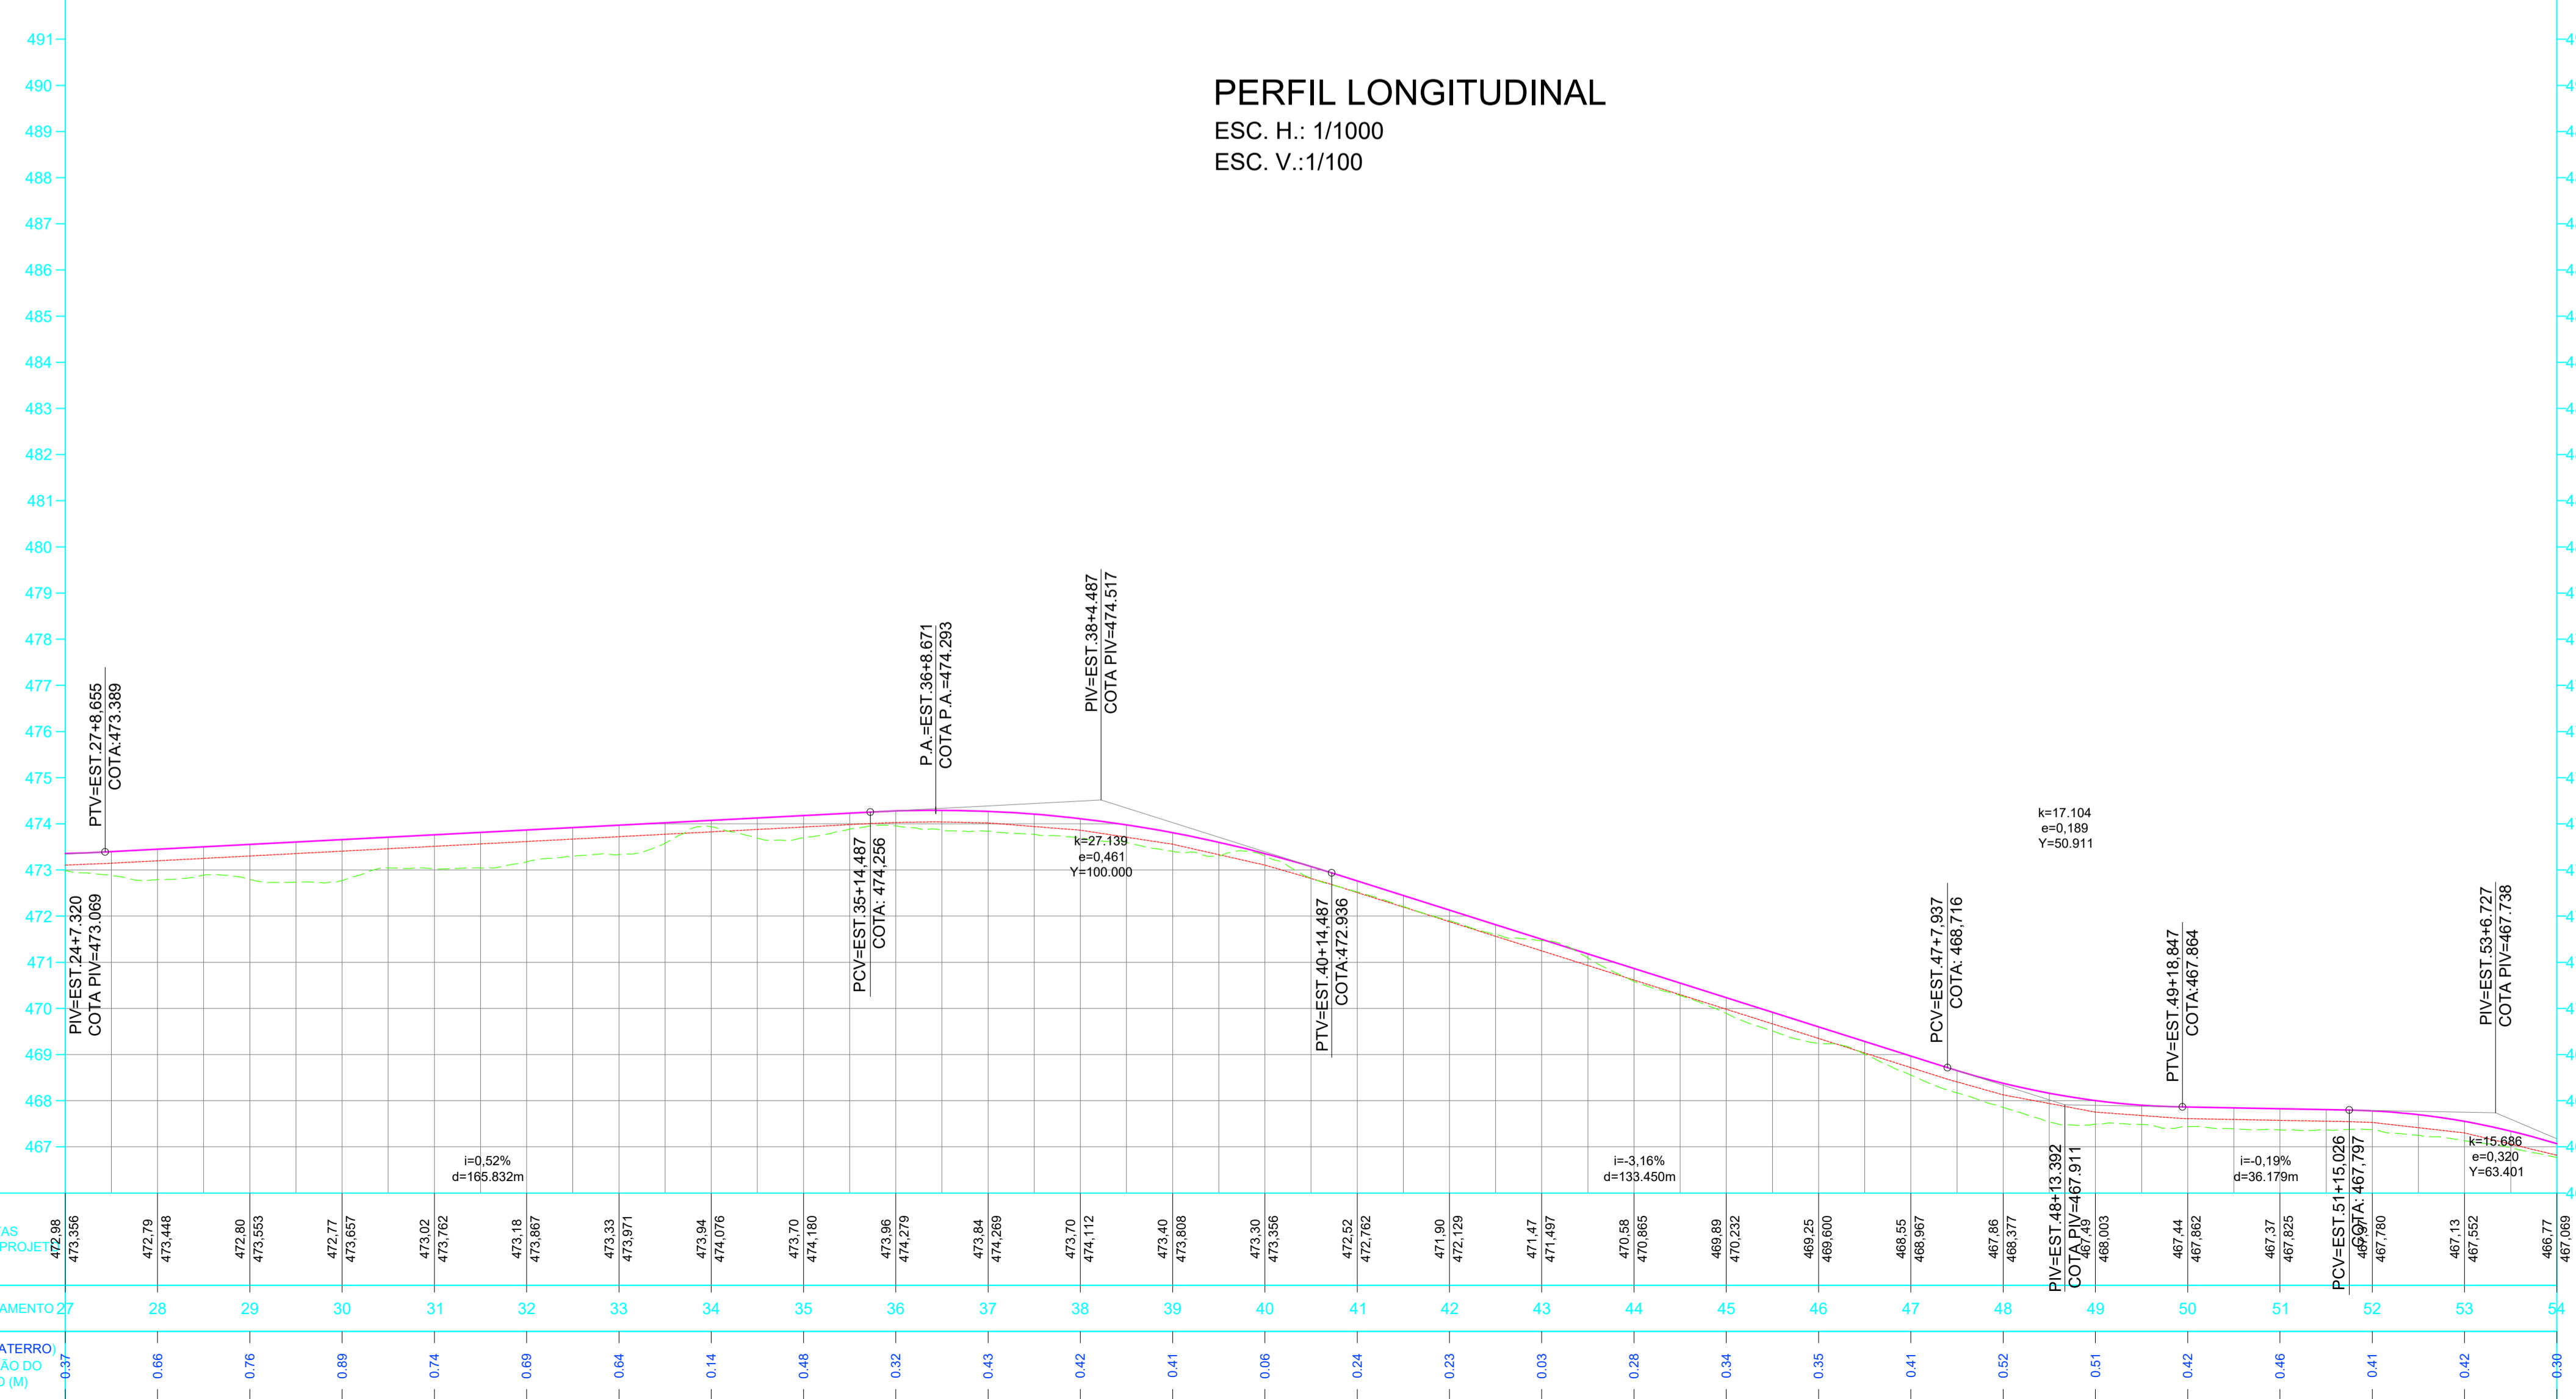 PERFIL LONGITUDINAL
ESC. H.: 1/1000
ESC. V.:1/100
491
490
489
488
487
486
485
484
483
482
481
480
479
478
477
476
475
474
473
472
471
470
469
468
467
PTV=EST.27+8,655
COTA:473.389
PIV=EST.24+7.320
COTA PIV=473.069
PCV=EST.35+14,487
COTA: 474,256
P.A.=EST.36+8.671
COTA P.A.=474.293
PIV=EST.38+4.487
COTA PIV=474.517
k=27.139
e=0,461
Y=100.000
PTV=EST.40+14,487
COTA:472.936
PCV=EST.47+7,937
COTA: 468,716
k=17.104
e=0,189
Y=50.911
PIV=EST.48+13.392
COTA PIV=467.911
PTV=EST.49+18,847
COTA:467.864
PCV=EST.51+15,026
COTA: 467,797
PIV=EST.53+6.727
COTA PIV=467.738
k=15.686
e=0,320
Y=63.401
i=0,52%
d=165.832m
i=-3,16%
d=133.450m
i=-0,19%
d=36.179m
AS
PROJET
472,98 472,79 472,80 472,77 473,02 473,18 473,33 473,94 473,70 473,96 473,84 473,70 473,40 473,30 472,52 471,90 471,47 470,58 469,89 469,25 468,55 467,86 467,49 467,44 467,37 467,13 466,77
473,356 473,448 473,553 473,657 473,762 473,867 473,971 474,076 474,180 474,279 474,269 474,112 473,808 473,356 472,762 472,129 471,497 470,865 470,232 469,600 468,967 468,377 468,003 467,862 467,825 467,780 467,552 467,069
AMENTO 27 28 29 30 31 32 33 34 35 36 37 38 39 40 41 42 43 44 45 46 47 48 49 50 51 52 53 54
ATERRO)
ÃO DO
O (M)
0.37 0.66 0.76 0.89 0.74 0.69 0.64 0.14 0.48 0.32 0.43 0.42 0.41 0.06 0.24 0.23 0.03 0.28 0.34 0.35 0.41 0.52 0.51 0.42 0.46 0.41 0.42 0.30